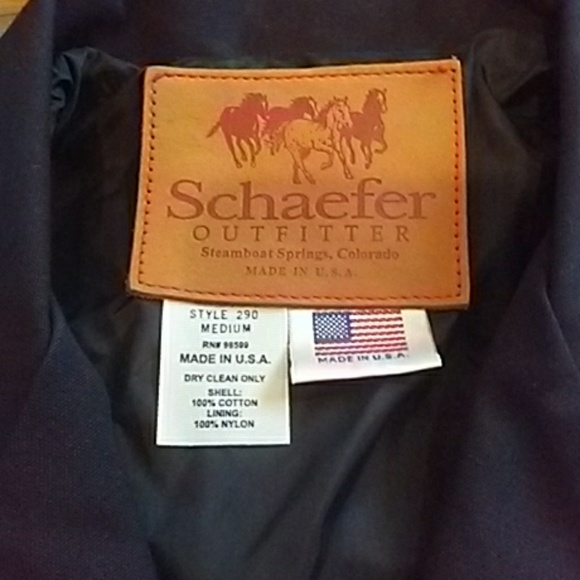 Schaefer
OUTFITTER
Steamboat Springs, Colorado
MADE IN U.S.A.
STYLE 290
MEDIUM
RN# 98599
MADE IN U.S.A.
DRY CLEAN ONLY
SHELL:
100% COTTON
LINING:
100% NYLON
MADE IN U.S.A.